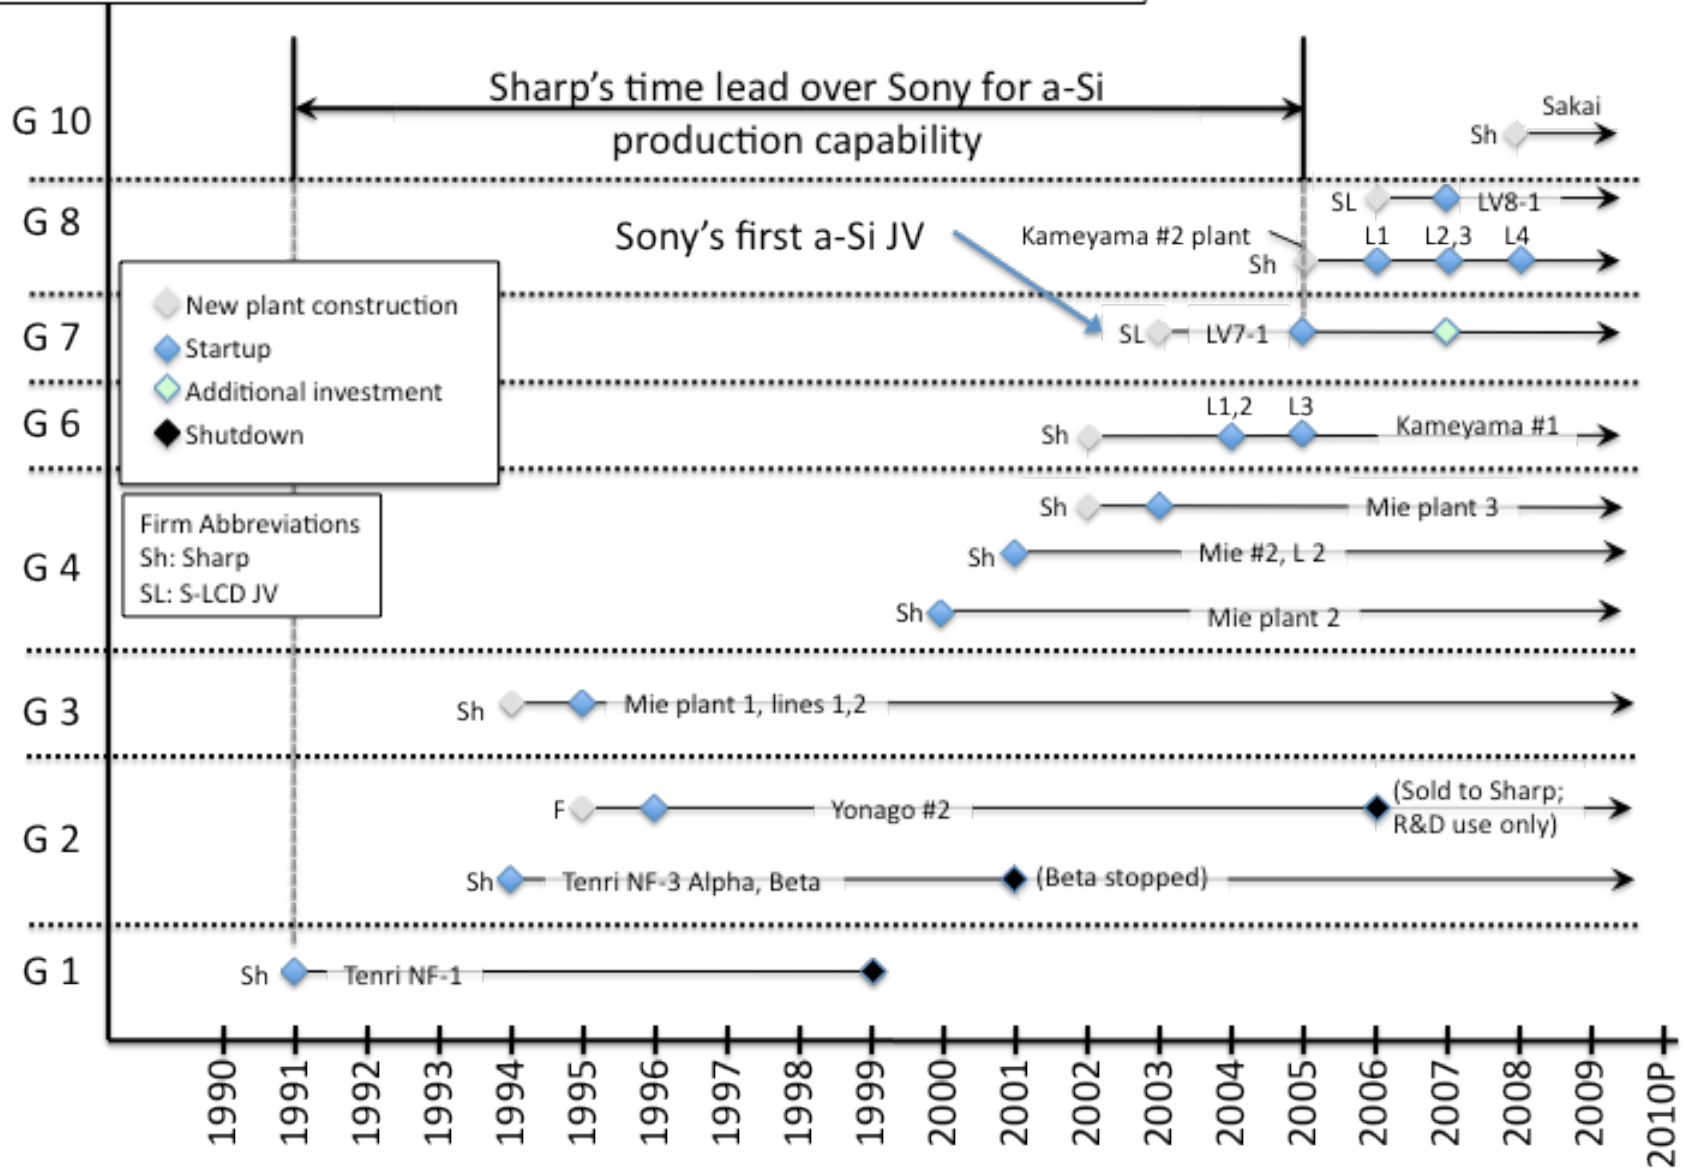 Sharp’s time lead over Sony for a-Si
production capability
G 10
Sakai
Sh
G 8
SL
LV8-1
Sony’s first a-Si JV
Kameyama #2 plant
L1
L2,3
L4
Sh
New plant construction
Startup
Additional investment
Shutdown
G 7
SL
LV7-1
G 6
L1,2
L3
Sh
Kameyama #1
Firm Abbreviations
Sh: Sharp
SL: S-LCD JV
G 4
Sh
Mie plant 3
Sh
Mie #2, L 2
Sh
Mie plant 2
G 3
Sh
Mie plant 1, lines 1,2
G 2
F
Yonago #2
(Sold to Sharp;
R&D use only)
Sh
Tenri NF-3 Alpha, Beta
(Beta stopped)
G 1
Sh
Tenri NF-1
1990
1991
1992
1993
1994
1995
1996
1997
1998
1999
2000
2001
2002
2003
2004
2005
2006
2007
2008
2009
2010P